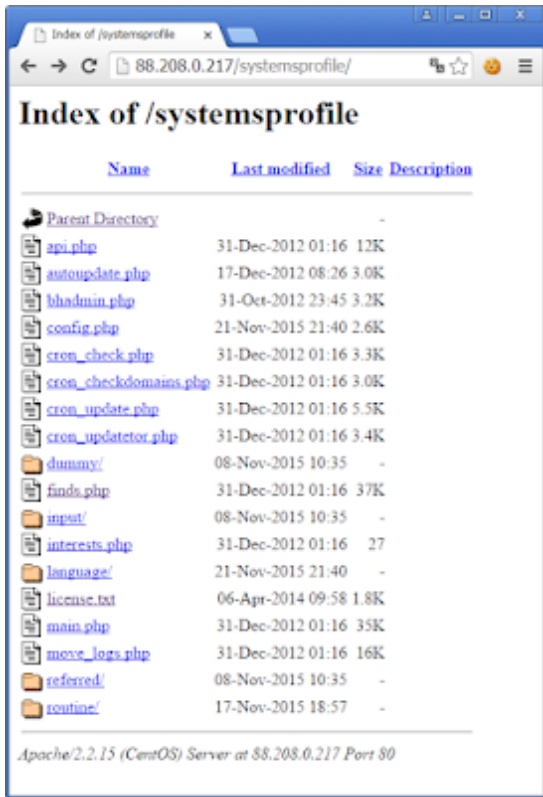 Index of /systemsprofile
88.208.0.217/systemsprofile/
Index of /systemsprofile
Name Last modified Size Description
Parent Directory -
api.php 31-Dec-2012 01:16 12K
autoupdate.php 17-Dec-2012 08:26 3.0K
bhadmin.php 31-Oct-2012 23:45 3.2K
config.php 21-Nov-2015 21:40 2.6K
cron_check.php 31-Dec-2012 01:16 3.3K
cron_checkdomains.php 31-Dec-2012 01:16 3.0K
cron_update.php 31-Dec-2012 01:16 5.5K
cron_updatetor.php 31-Dec-2012 01:16 3.4K
dummy/ 08-Nov-2015 10:35 -
finds.php 31-Dec-2012 01:16 37K
input/ 08-Nov-2015 10:35 -
interests.php 31-Dec-2012 01:16 27
language/ 21-Nov-2015 21:40 -
license.txt 06-Apr-2014 09:58 1.8K
main.php 31-Dec-2012 01:16 35K
move_logs.php 31-Dec-2012 01:16 16K
referred/ 08-Nov-2015 10:35 -
routine/ 17-Nov-2015 18:57 -
Apache/2.2.15 (CentOS) Server at 88.208.0.217 Port 80